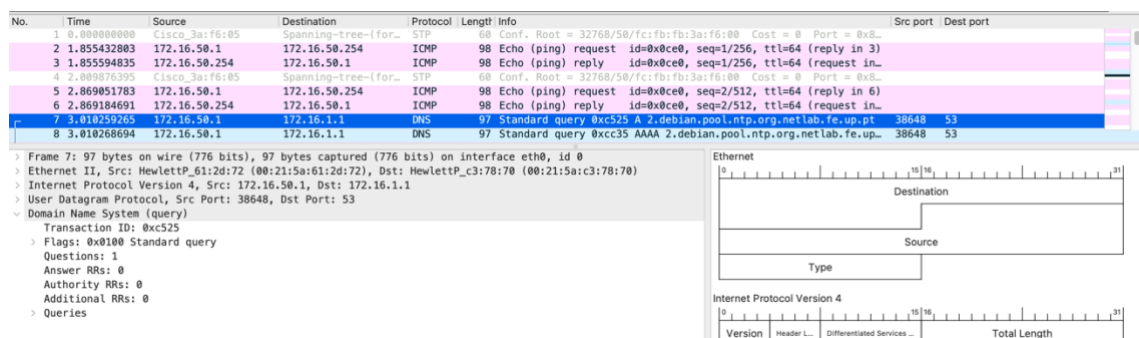 No. Time Source Destination Protocol Lengtł Info Src port Dest port
1 0.000000000 Cisco_3a:f6:05 Spanning-tree-(for… STP 60 Conf. Root = 32768/50/fc:fb:fb:3a:f6:00 Cost = 0 Port = 0x8…
2 1.855432803 172.16.50.1 172.16.50.254 ICMP 98 Echo (ping) request id=0x0ce0, seq=1/256, ttl=64 (reply in 3)
3 1.855594835 172.16.50.254 172.16.50.1 ICMP 98 Echo (ping) reply id=0x0ce0, seq=1/256, ttl=64 (request in…
4 2.009876395 Cisco_3a:f6:05 Spanning-tree-(for… STP 60 Conf. Root = 32768/50/fc:fb:fb:3a:f6:00 Cost = 0 Port = 0x8…
5 2.869051783 172.16.50.1 172.16.50.254 ICMP 98 Echo (ping) request id=0x0ce0, seq=2/512, ttl=64 (reply in 6)
6 2.869184691 172.16.50.254 172.16.50.1 ICMP 98 Echo (ping) reply id=0x0ce0, seq=2/512, ttl=64 (request in…
7 3.010259265 172.16.50.1 172.16.1.1 DNS 97 Standard query 0xc525 A 2.debian.pool.ntp.org.netlab.fe.up.pt 38648 53
8 3.010268694 172.16.50.1 172.16.1.1 DNS 97 Standard query 0xcc35 AAAA 2.debian.pool.ntp.org.netlab.fe.up… 38648 53
Frame 7: 97 bytes on wire (776 bits), 97 bytes captured (776 bits) on interface eth0, id 0
Ethernet II, Src: HewlettP_61:2d:72 (00:21:5a:61:2d:72), Dst: HewlettP_c3:78:70 (00:21:5a:c3:78:70)
Internet Protocol Version 4, Src: 172.16.50.1, Dst: 172.16.1.1
User Datagram Protocol, Src Port: 38648, Dst Port: 53
Domain Name System (query)
Transaction ID: 0xc525
Flags: 0x0100 Standard query
Questions: 1
Answer RRs: 0
Authority RRs: 0
Additional RRs: 0
Queries
Ethernet
0 15 16 31
Destination
Source
Type
Internet Protocol Version 4
0 15 16 31
Version Header L… Differentiated Services … Total Length